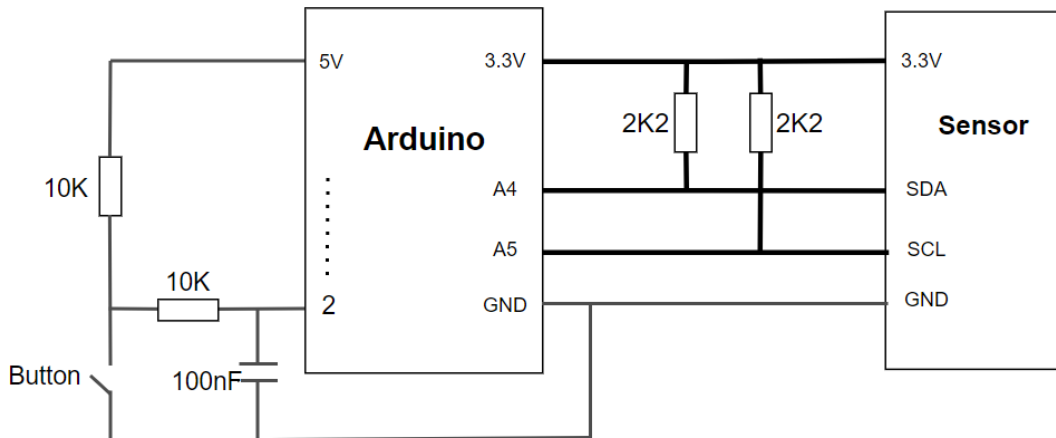 5V
3.3V
3.3V
Arduino
2K2
2K2
Sensor
10K
A4
SDA
A5
SCL
10K
2
GND
GND
Button
100nF